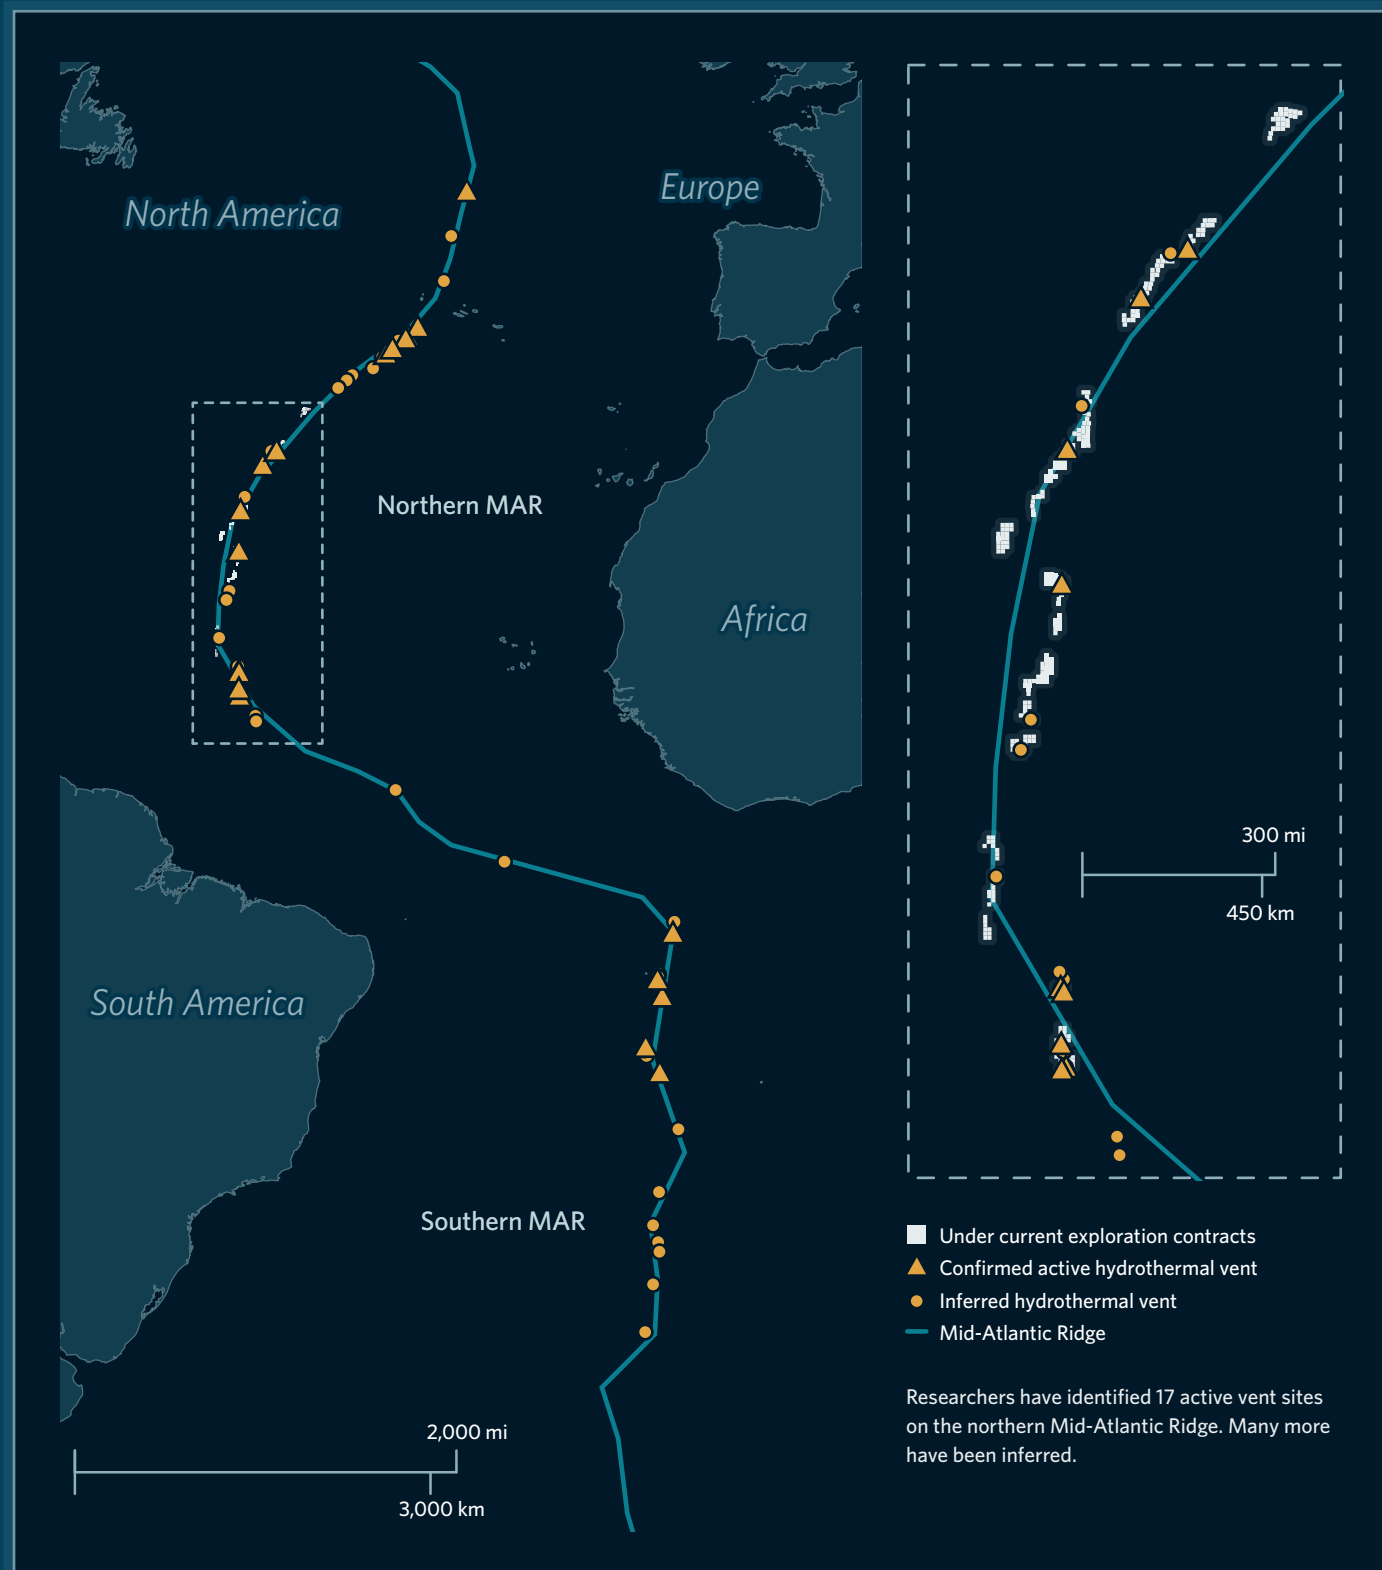 North America
Europe
Northern MAR
Africa
South America
Southern MAR
2,000 mi
3,000 km
300 mi
450 km
Under current exploration contracts
Confirmed active hydrothermal vent
Inferred hydrothermal vent
Mid-Atlantic Ridge
Researchers have identified 17 active vent sites
on the northern Mid-Atlantic Ridge. Many more
have been inferred.